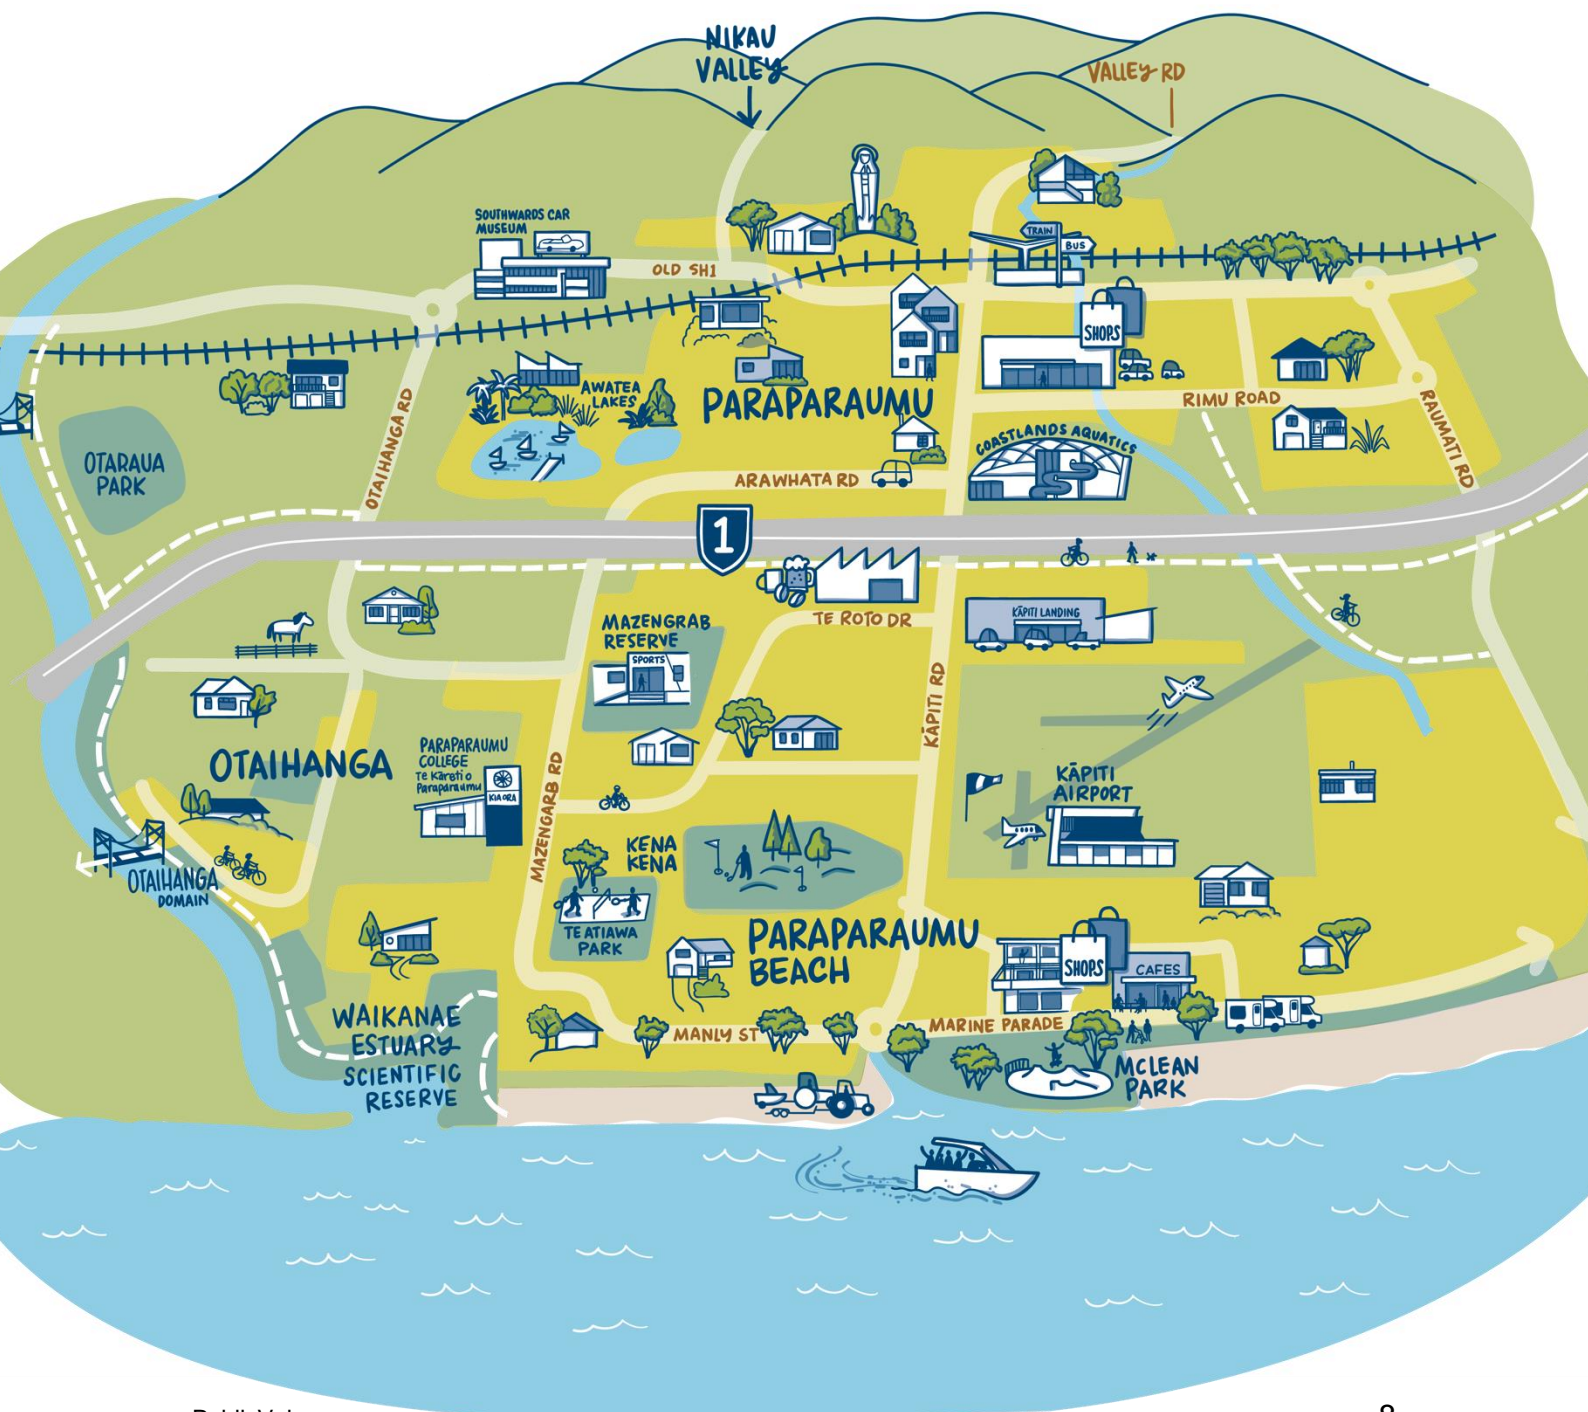 NIKAU
VALLEY
VALLEY RD
SOUTHWARDS CAR
MUSEUM
TRAIN
BUS
OLD SH1
SHOPS
AWATEA
LAKES
PARAPARAUMU
RIMU ROAD
RAUMATI RD
OTAIHANGA RD
COASTLANDS AQUATICS
OTARAUA
PARK
ARAWHATA RD
1
KĀPITI LANDING
MAZENGRAB
RESERVE
SPORTS
TE ROTO DR
KĀPITI RD
OTAIHANGA
PARAPARAUMU
COLLEGE
Te Kāreti o
Paraparaumu
KIA ORA
MAZENGARB RD
KĀPITI
AIRPORT
KENA
KENA
OTAIHANGA
DOMAIN
TE ATIAWA
PARK
PARAPARAUMU
BEACH
SHOPS
CAFES
WAIKANAE
ESTUARY
SCIENTIFIC
RESERVE
MANLY ST
MARINE PARADE
MCLEAN
PARK
8